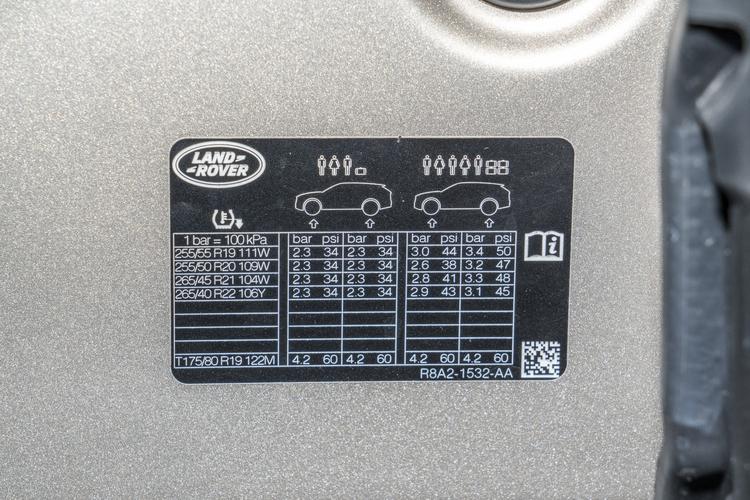 LAND-
-ROVER
1 bar = 100 kPa bar psi bar psi bar psi bar psi
255/55 R19 111W 2.3 34 2.3 34 3.0 44 3.4 50
255/50 R20 109W 2.3 34 2.3 34 2.6 38 3.2 47
265/45 R21 104W 2.3 34 2.3 34 2.8 41 3.3 48
265/40 R22 106Y 2.3 34 2.3 34 2.9 43 3.1 45
T175/80 R19 122M 4.2 60 4.2 60 4.2 60 4.2 60
R8A2-1532-AA